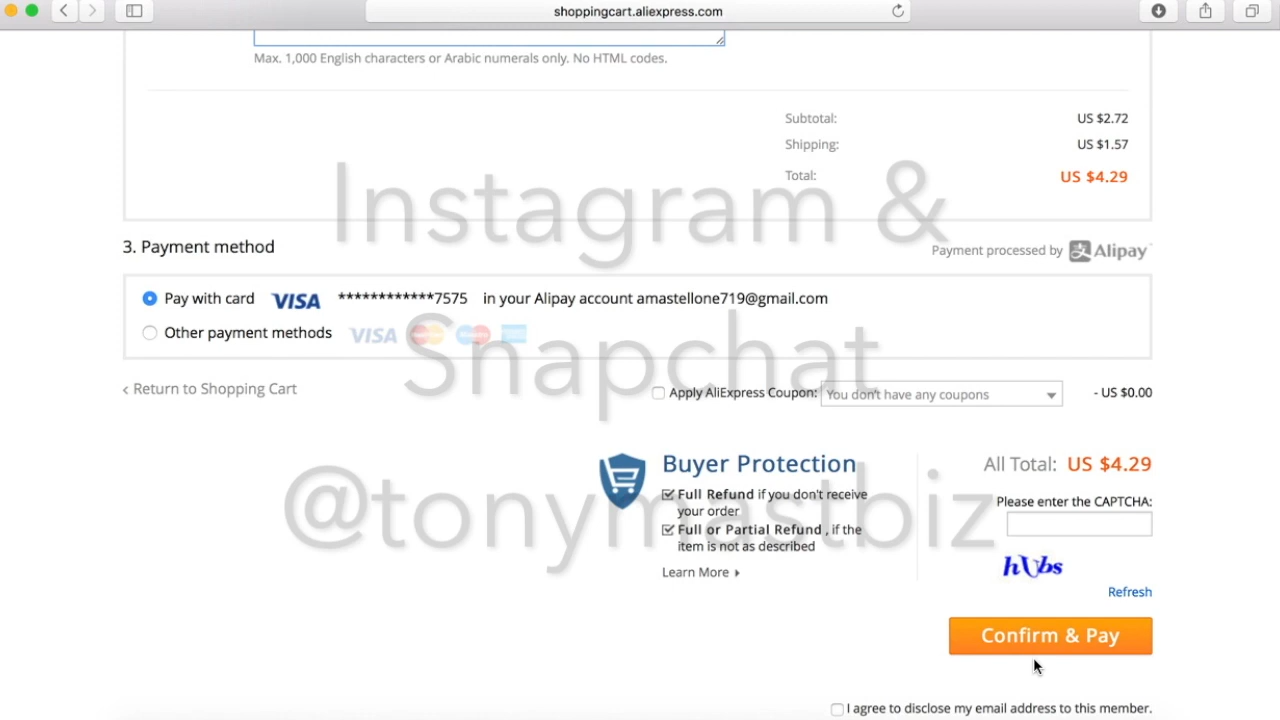 shoppingcart.aliexpress.com
Max. 1,000 English characters or Arabic numerals only. No HTML codes.
Subtotal: US $2.72
Shipping: US $1.57
Total: US $4.29
Instagram &
Snapchat
@tonymastbiz
3. Payment method
Payment processed by Alipay
Pay with card VISA ************7575 in your Alipay account amastellone719@gmail.com
Other payment methods VISA
‹ Return to Shopping Cart
Apply AliExpress Coupon: You don't have any coupons - US $0.00
Buyer Protection
Full Refund if you don't receive
your order
Full or Partial Refund , if the
item is not as described
Learn More
All Total: US $4.29
Please enter the CAPTCHA:
hUbs
Refresh
Confirm & Pay
I agree to disclose my email address to this member.